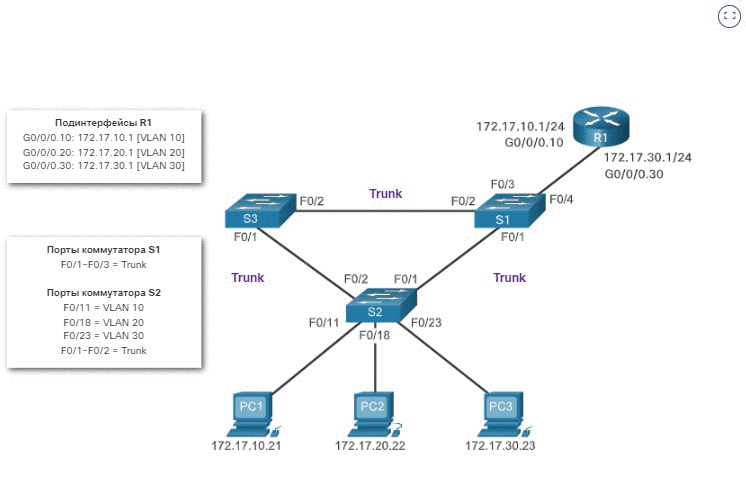 Подинтерфейсы R1
G0/0/0.10: 172.17.10.1 [VLAN 10]
G0/0/0.20: 172.17.20.1 [VLAN 20]
G0/0/0.30: 172.17.30.1 [VLAN 30]
172.17.10.1/24
G0/0/0.10
R1
172.17.30.1/24
G0/0/0.30
F0/3
F0/4
Trunk
F0/2
F0/2
S3
S1
F0/1
F0/1
Порты коммутатора S1
F0/1-F0/3 = Trunk
Порты коммутатора S2
F0/11 = VLAN 10
F0/18 = VLAN 20
F0/23 = VLAN 30
F0/1-F0/2 = Trunk
Trunk
Trunk
F0/2
F0/1
S2
F0/11
F0/18
F0/23
PC1
PC2
PC3
172.17.10.21
172.17.20.22
172.17.30.23